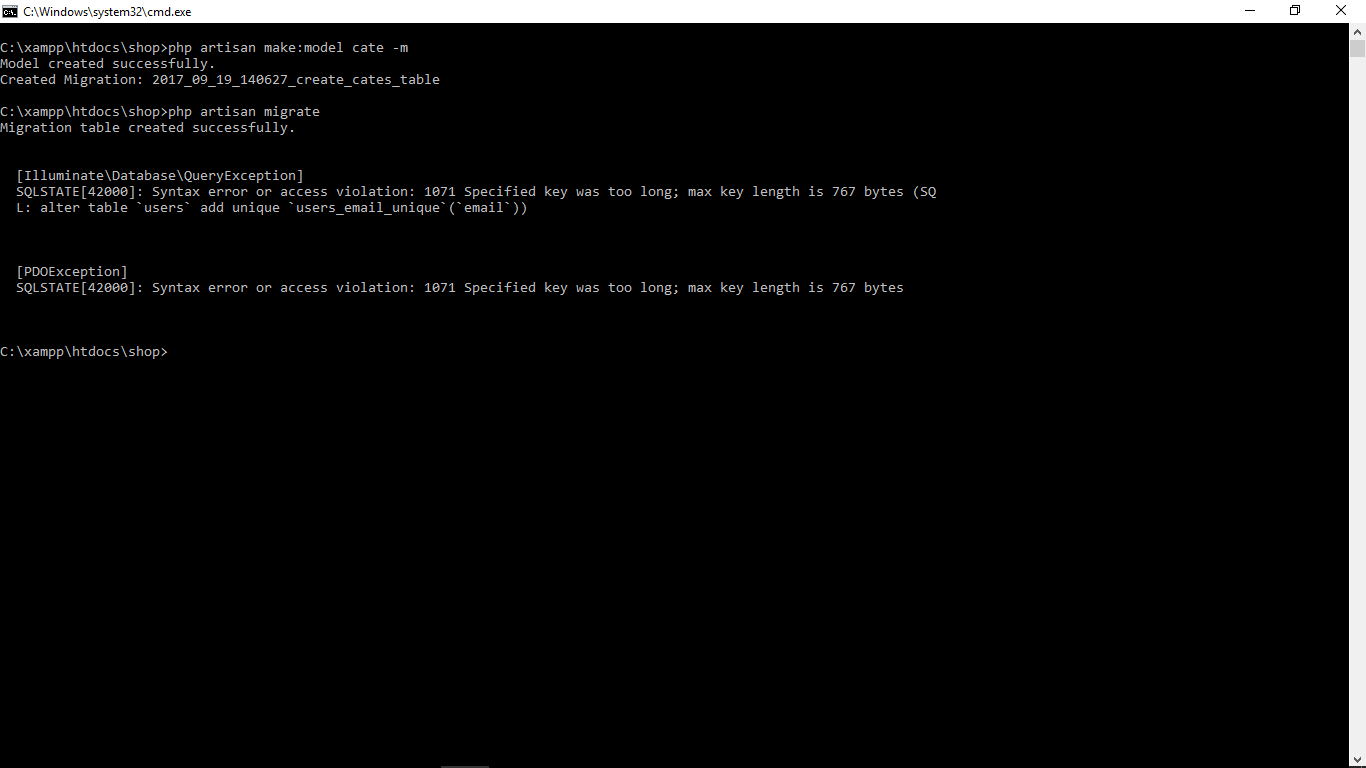 C:\Windows\system32\cmd.exe
C:\xampp\htdocs\shop>php artisan make:model cate -m
Model created successfully.
Created Migration: 2017_09_19_140627_create_cates_table
C:\xampp\htdocs\shop>php artisan migrate
Migration table created successfully.
[Illuminate\Database\QueryException]
SQLSTATE[42000]: Syntax error or access violation: 1071 Specified key was too long; max key length is 767 bytes (SQ
L: alter table `users` add unique `users_email_unique`(`email`))
[PDOException]
SQLSTATE[42000]: Syntax error or access violation: 1071 Specified key was too long; max key length is 767 bytes
C:\xampp\htdocs\shop>